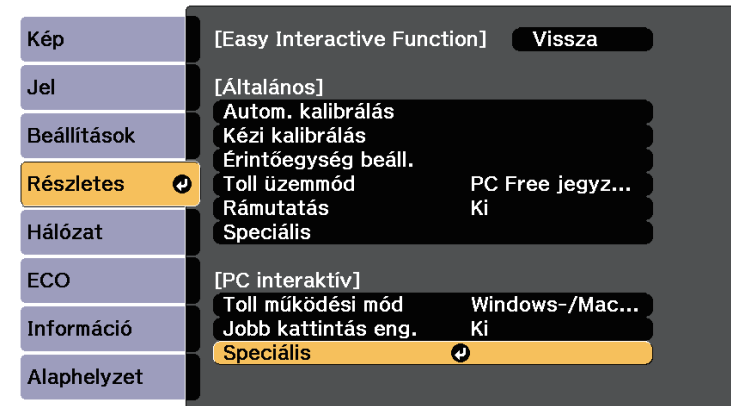 Kép
Jel
Beállítások
Részletes
Hálózat
ECO
Információ
Alaphelyzet
[Easy Interactive Function] Vissza
[Általános]
Autom. kalibrálás
Kézi kalibrálás
Érintőegység beáll.
Toll üzemmód PC Free jegyz...
Rámutatás Ki
Speciális
[PC interaktív]
Toll működési mód Windows-/Mac...
Jobb kattintás eng. Ki
Speciális